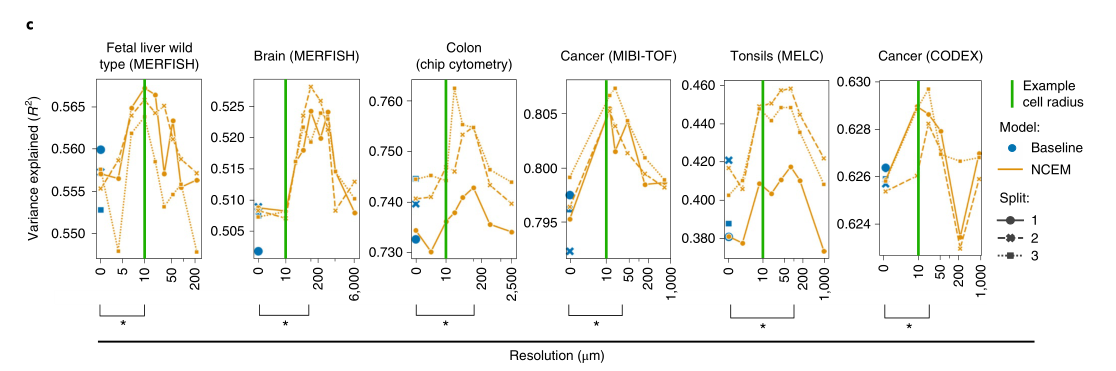 c
Fetal liver wild
type (MERFISH)
Brain (MERFISH)
Colon
(chip cytometry)
Cancer (MIBI-TOF)
Tonsils (MELC)
Cancer (CODEX)
Variance explained (R²)
0.565
0.560
0.555
0.550
0 5 10 50 200
*
0.525
0.520
0.515
0.510
0.505
0 10 200 6,000
*
0.760
0.750
0.740
0.730
0 10 200 2,500
*
0.805
0.800
0.795
0 10 50 200 1,000
*
0.460
0.440
0.420
0.400
0.380
0 10 50 200 1,000
*
0.630
0.628
0.626
0.624
0 10 50 200 1,000
*
Example
cell radius
Model:
Baseline
NCEM
Split:
1
2
3
Resolution (μm)